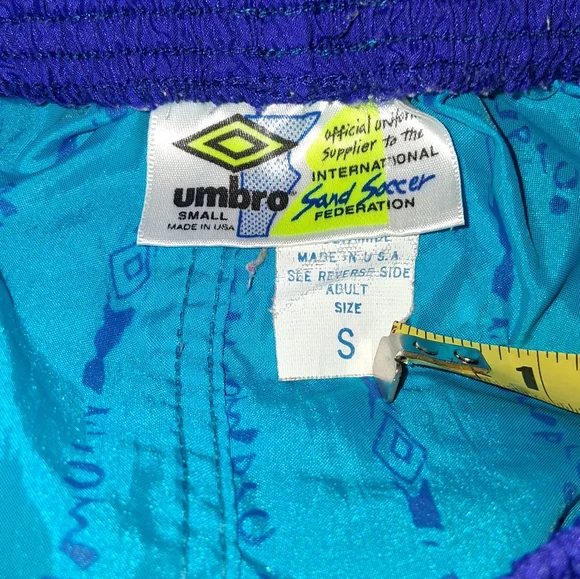 umbro
SMALL
MADE IN USA
official uniform
supplier to the
INTERNATIONAL
Sand Soccer
FEDERATION
MADE IN U.S.A
SEE REVERSE SIDE
ADULT
SIZE
S
1
umbro